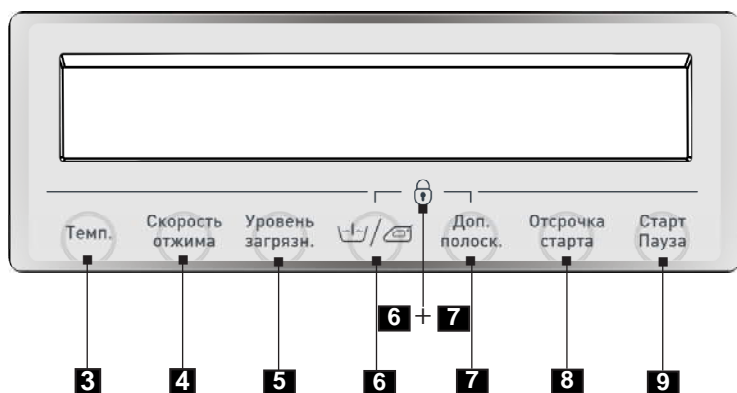 Темп.
Скорость
отжима
Уровень
загрязн.
/
Доп.
полоск.
Отсрочка
старта
Старт
Пауза
6 + 7
3 4 5 6 7 8 9